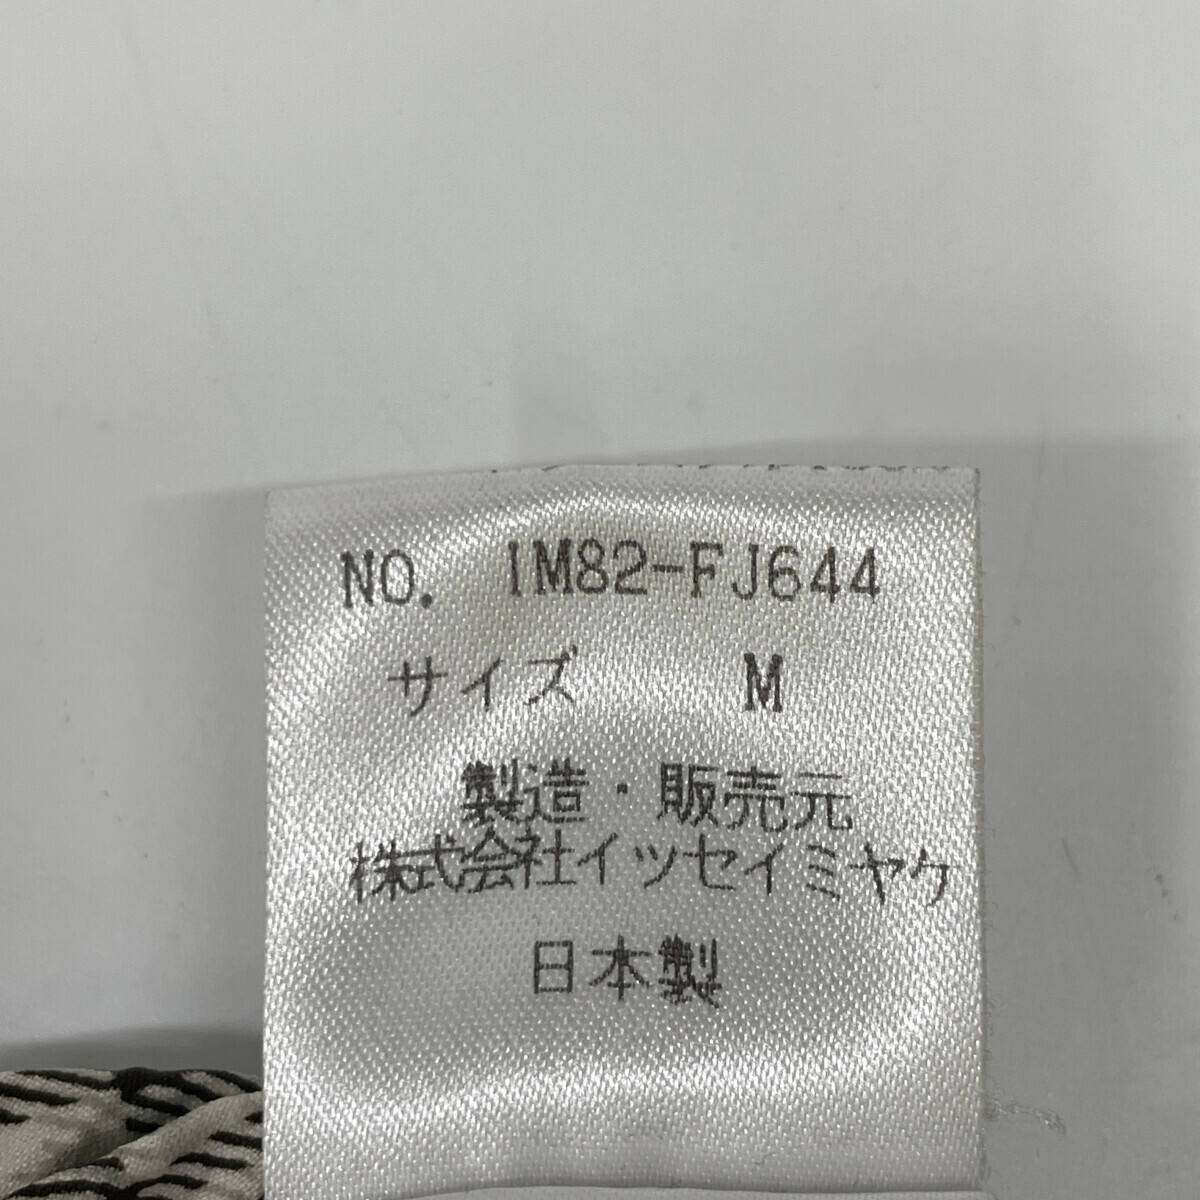 NO. IM82-FJ644
サイズ M
製造・販売元
株式会社イッセイミヤケ
日本製